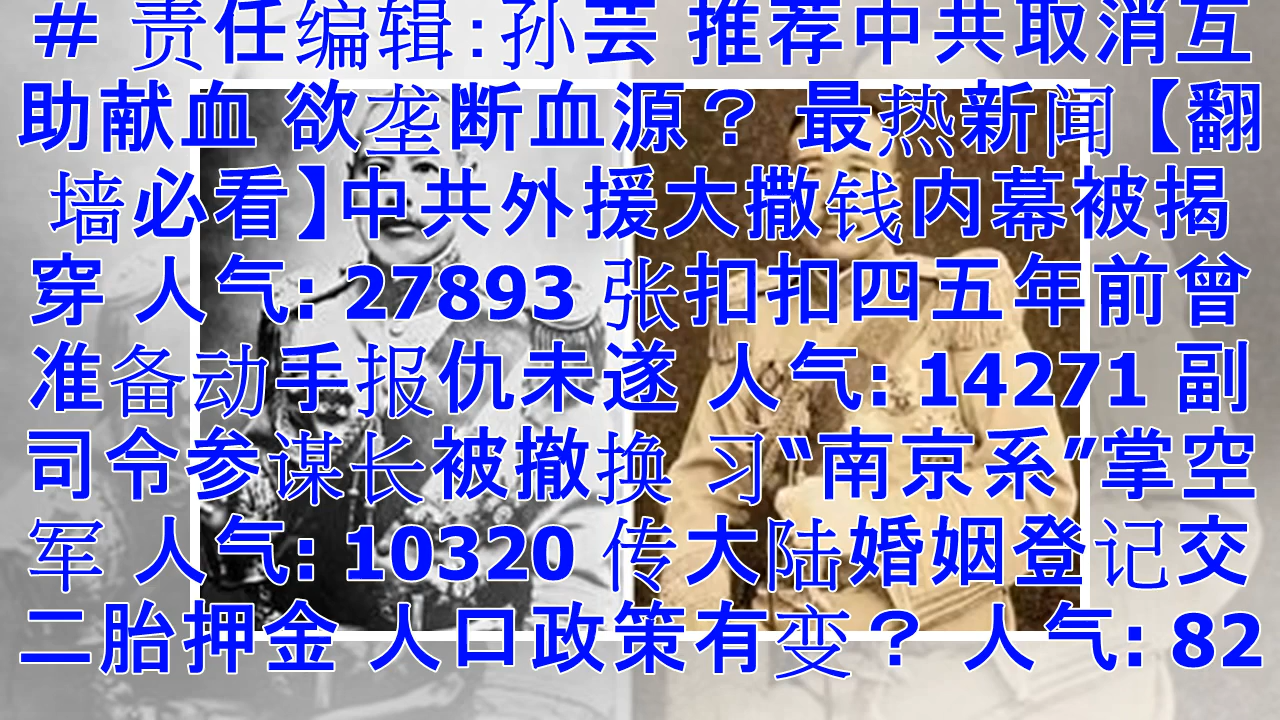 # 责任编辑:孙芸 推荐中共取消互
助献血 欲垄断血源？ 最热新闻【翻
墙必看】中共外援大撒钱内幕被揭
穿 人气: 27893 张扣扣四五年前曾
准备动手报仇未遂 人气: 14271 副
司令参谋长被撤换 习“南京系”掌空
军 人气: 10320 传大陆婚姻登记交
二胎押金 人口政策有变？ 人气: 82